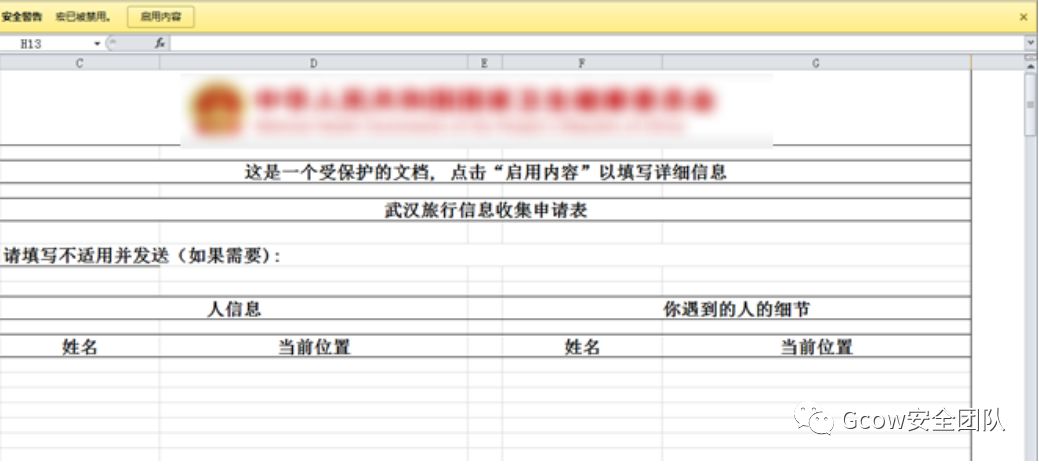 安全警告 宏已被禁用。 启用内容
H13 fx
C D E F G
这是一个受保护的文档, 点击“启用内容”以填写详细信息
武汉旅行信息收集申请表
请填写不适用并发送（如果需要）:
人信息 你遇到的人的细节
姓名 当前位置 姓名 当前位置
Gcow安全团队